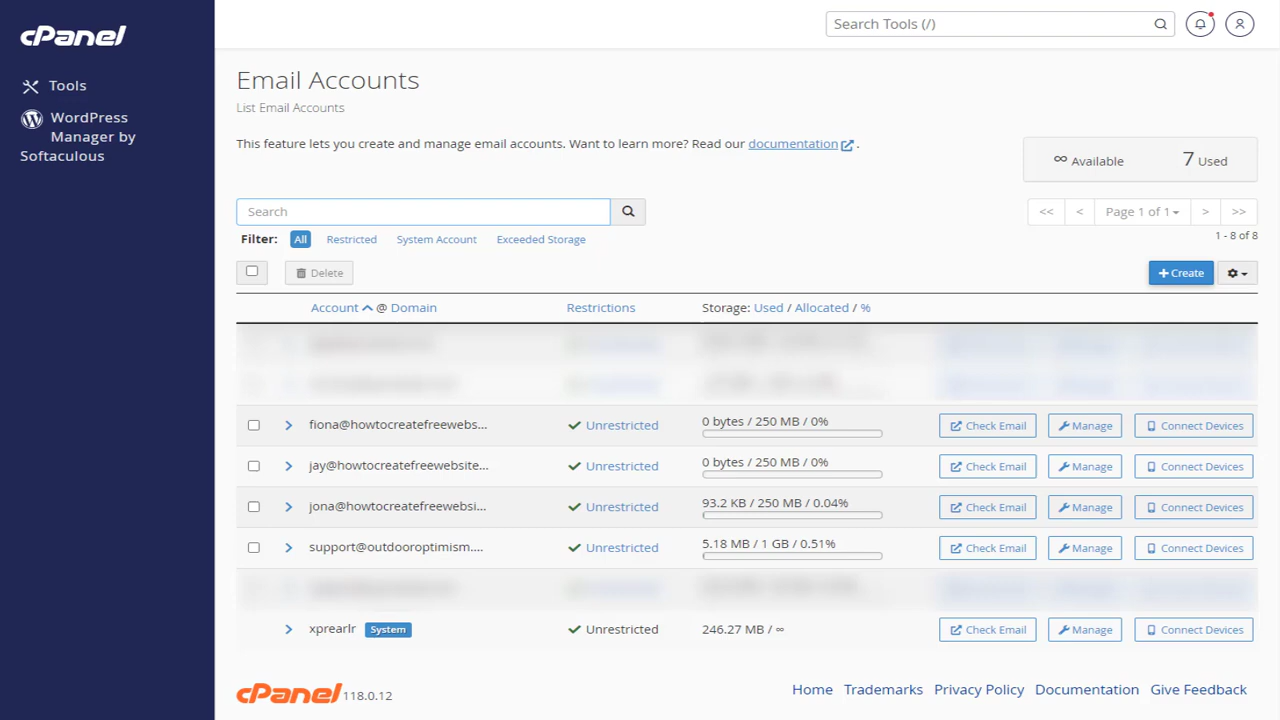 cPanel
Search Tools (/)
Tools
WordPress
Manager by
Softaculous
Email Accounts
List Email Accounts
This feature lets you create and manage email accounts. Want to learn more? Read our documentation .
∞ Available 7 Used
Search
<< < Page 1 of 1 > >>
Filter: All Restricted System Account Exceeded Storage
1 - 8 of 8
Delete
+ Create
Account @ Domain Restrictions Storage: Used / Allocated / %
fiona@howtocreatefreewebs... Unrestricted 0 bytes / 250 MB / 0% Check Email Manage Connect Devices
jay@howtocreatefreewebsite... Unrestricted 0 bytes / 250 MB / 0% Check Email Manage Connect Devices
jona@howtocreatefreewebsi... Unrestricted 93.2 KB / 250 MB / 0.04% Check Email Manage Connect Devices
support@outdooroptimism.... Unrestricted 5.18 MB / 1 GB / 0.51% Check Email Manage Connect Devices
xprearlr System Unrestricted 246.27 MB / ∞ Check Email Manage Connect Devices
cPanel 118.0.12
Home Trademarks Privacy Policy Documentation Give Feedback